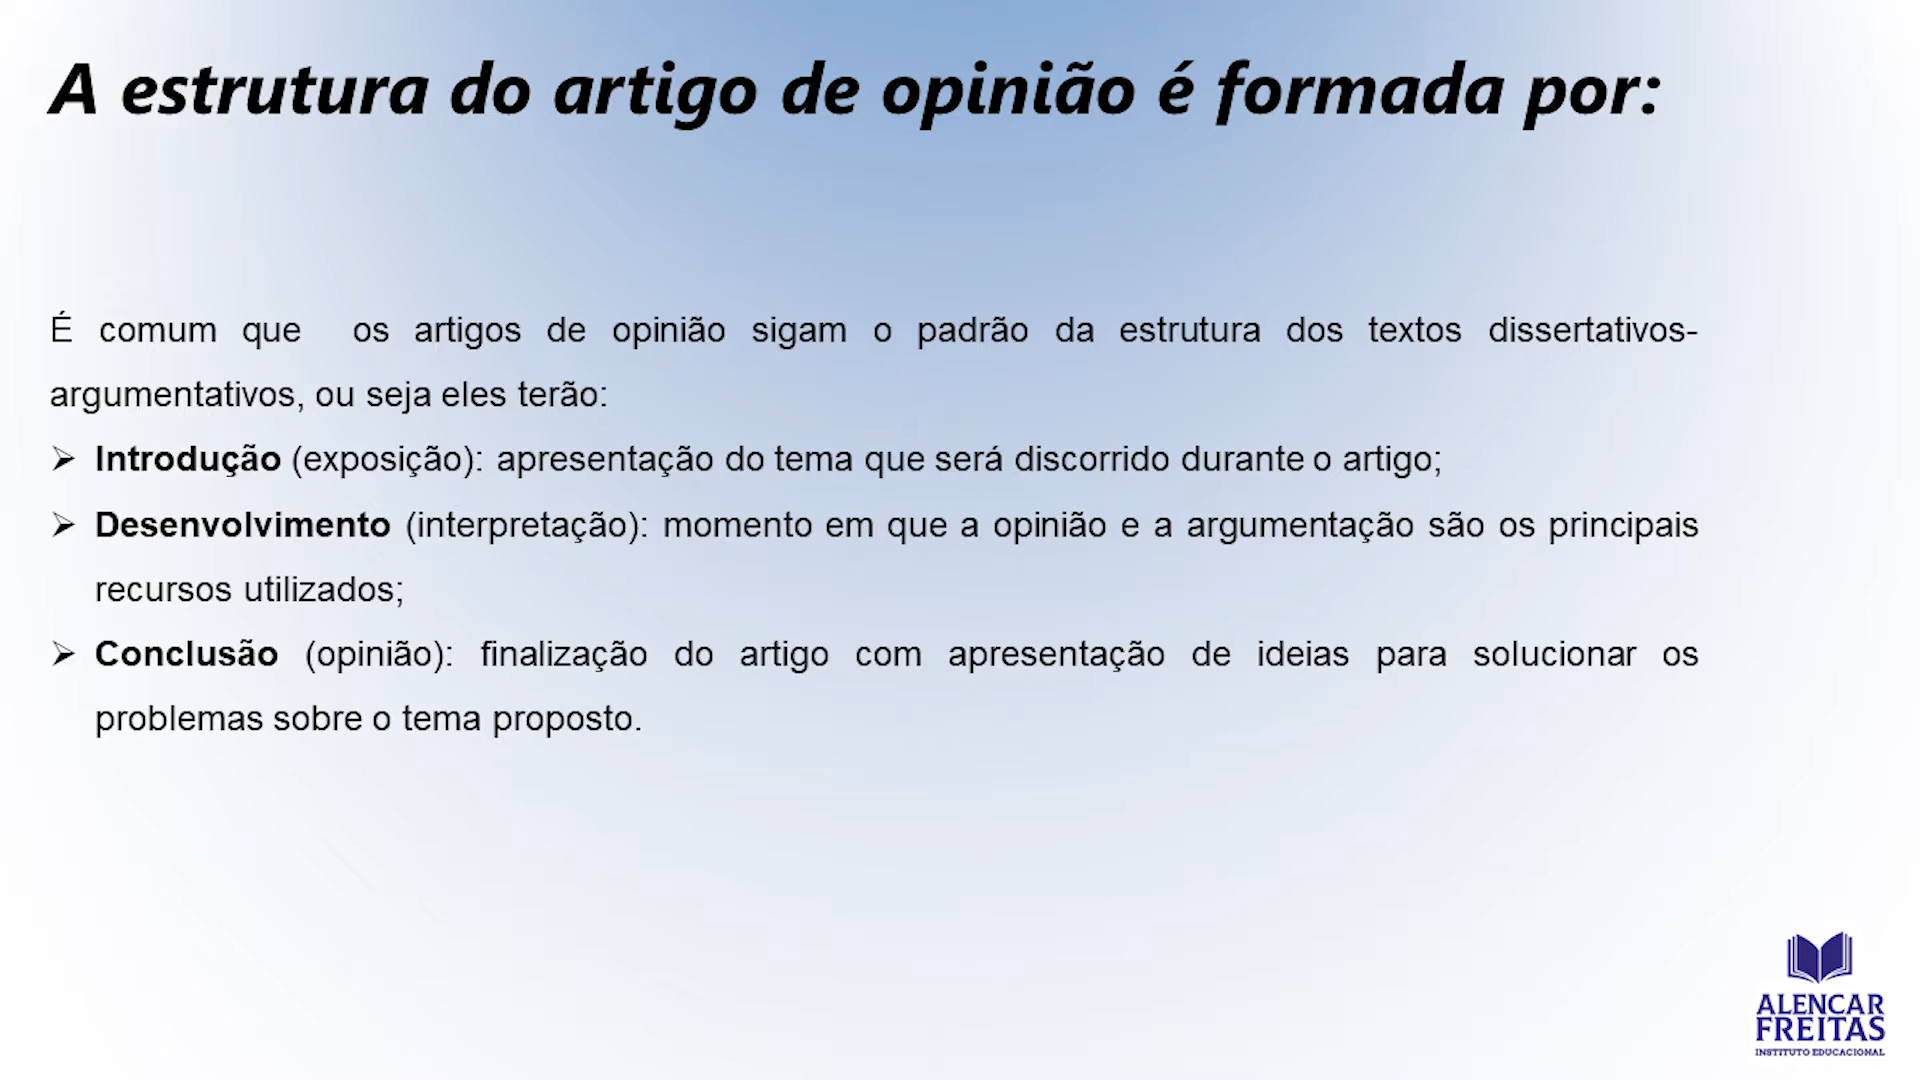 A estrutura do artigo de opinião é formada por:
É comum que os artigos de opinião sigam o padrão da estrutura dos textos dissertativos-
argumentativos, ou seja eles terão:
➢ Introdução (exposição): apresentação do tema que será discorrido durante o artigo;
➢ Desenvolvimento (interpretação): momento em que a opinião e a argumentação são os principais
recursos utilizados;
➢ Conclusão (opinião): finalização do artigo com apresentação de ideias para solucionar os
problemas sobre o tema proposto.
ALENCAR
FREITAS
INSTITUTO EDUCACIONAL